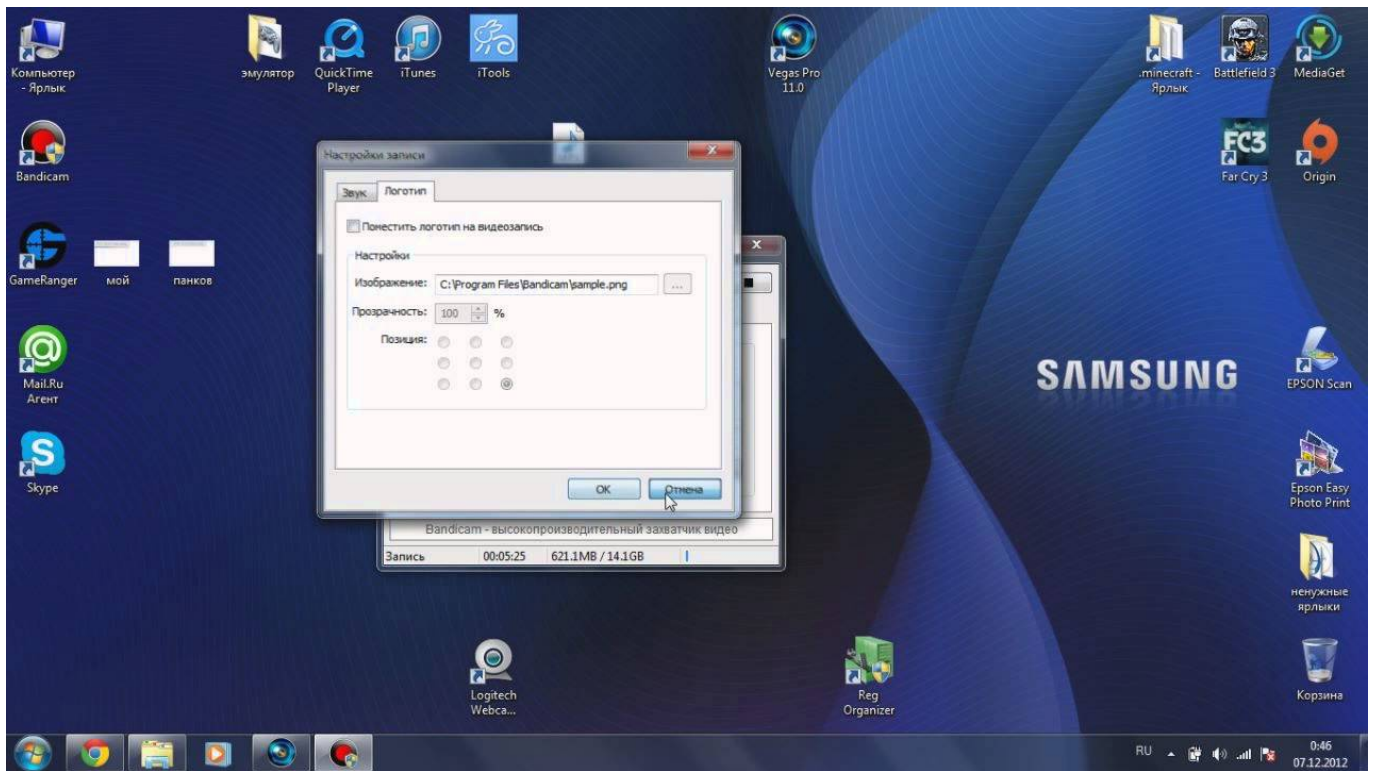 Компьютер
- Ярлык
эмулятор
QuickTime
Player
iTunes
iTools
Vegas Pro
11.0
.minecraft -
Ярлык
Battlefield 3
MediaGet
Bandicam
FC3
Far Cry 3
Origin
GameRanger
мой
панков
Mail.Ru
Агент
Skype
Настройки записи
Звук
Логотип
Поместить логотип на видеозапись
Настройки
Изображение:
C:\Program Files\Bandicam\sample.png
...
Прозрачность:
100
%
Позиция:
OK
Отмена
Bandicam - высокопроизводительный захватчик видео
Запись
00:05:25
621.1MB / 14.1GB
SAMSUNG
EPSON Scan
Epson Easy
Photo Print
ненужные
ярлыки
Logitech
Webca...
Reg
Organizer
Корзина
RU
0:46
07.12.2012